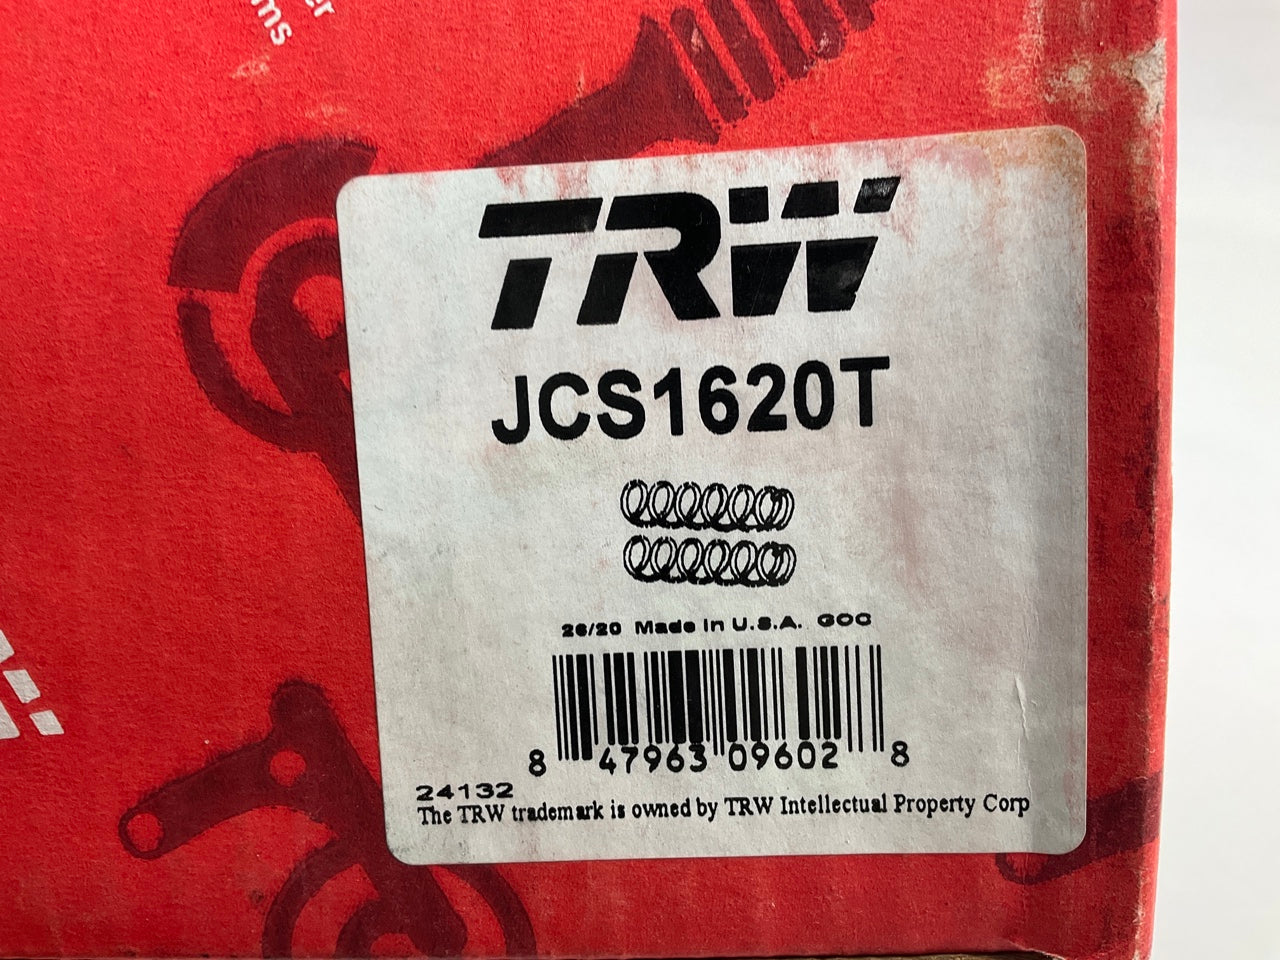 TRW
JCS1620T
26/20 Made in U.S.A. GOC
8 47963 09602 8
24132
The TRW trademark is owned by TRW Intellectual Property Corp